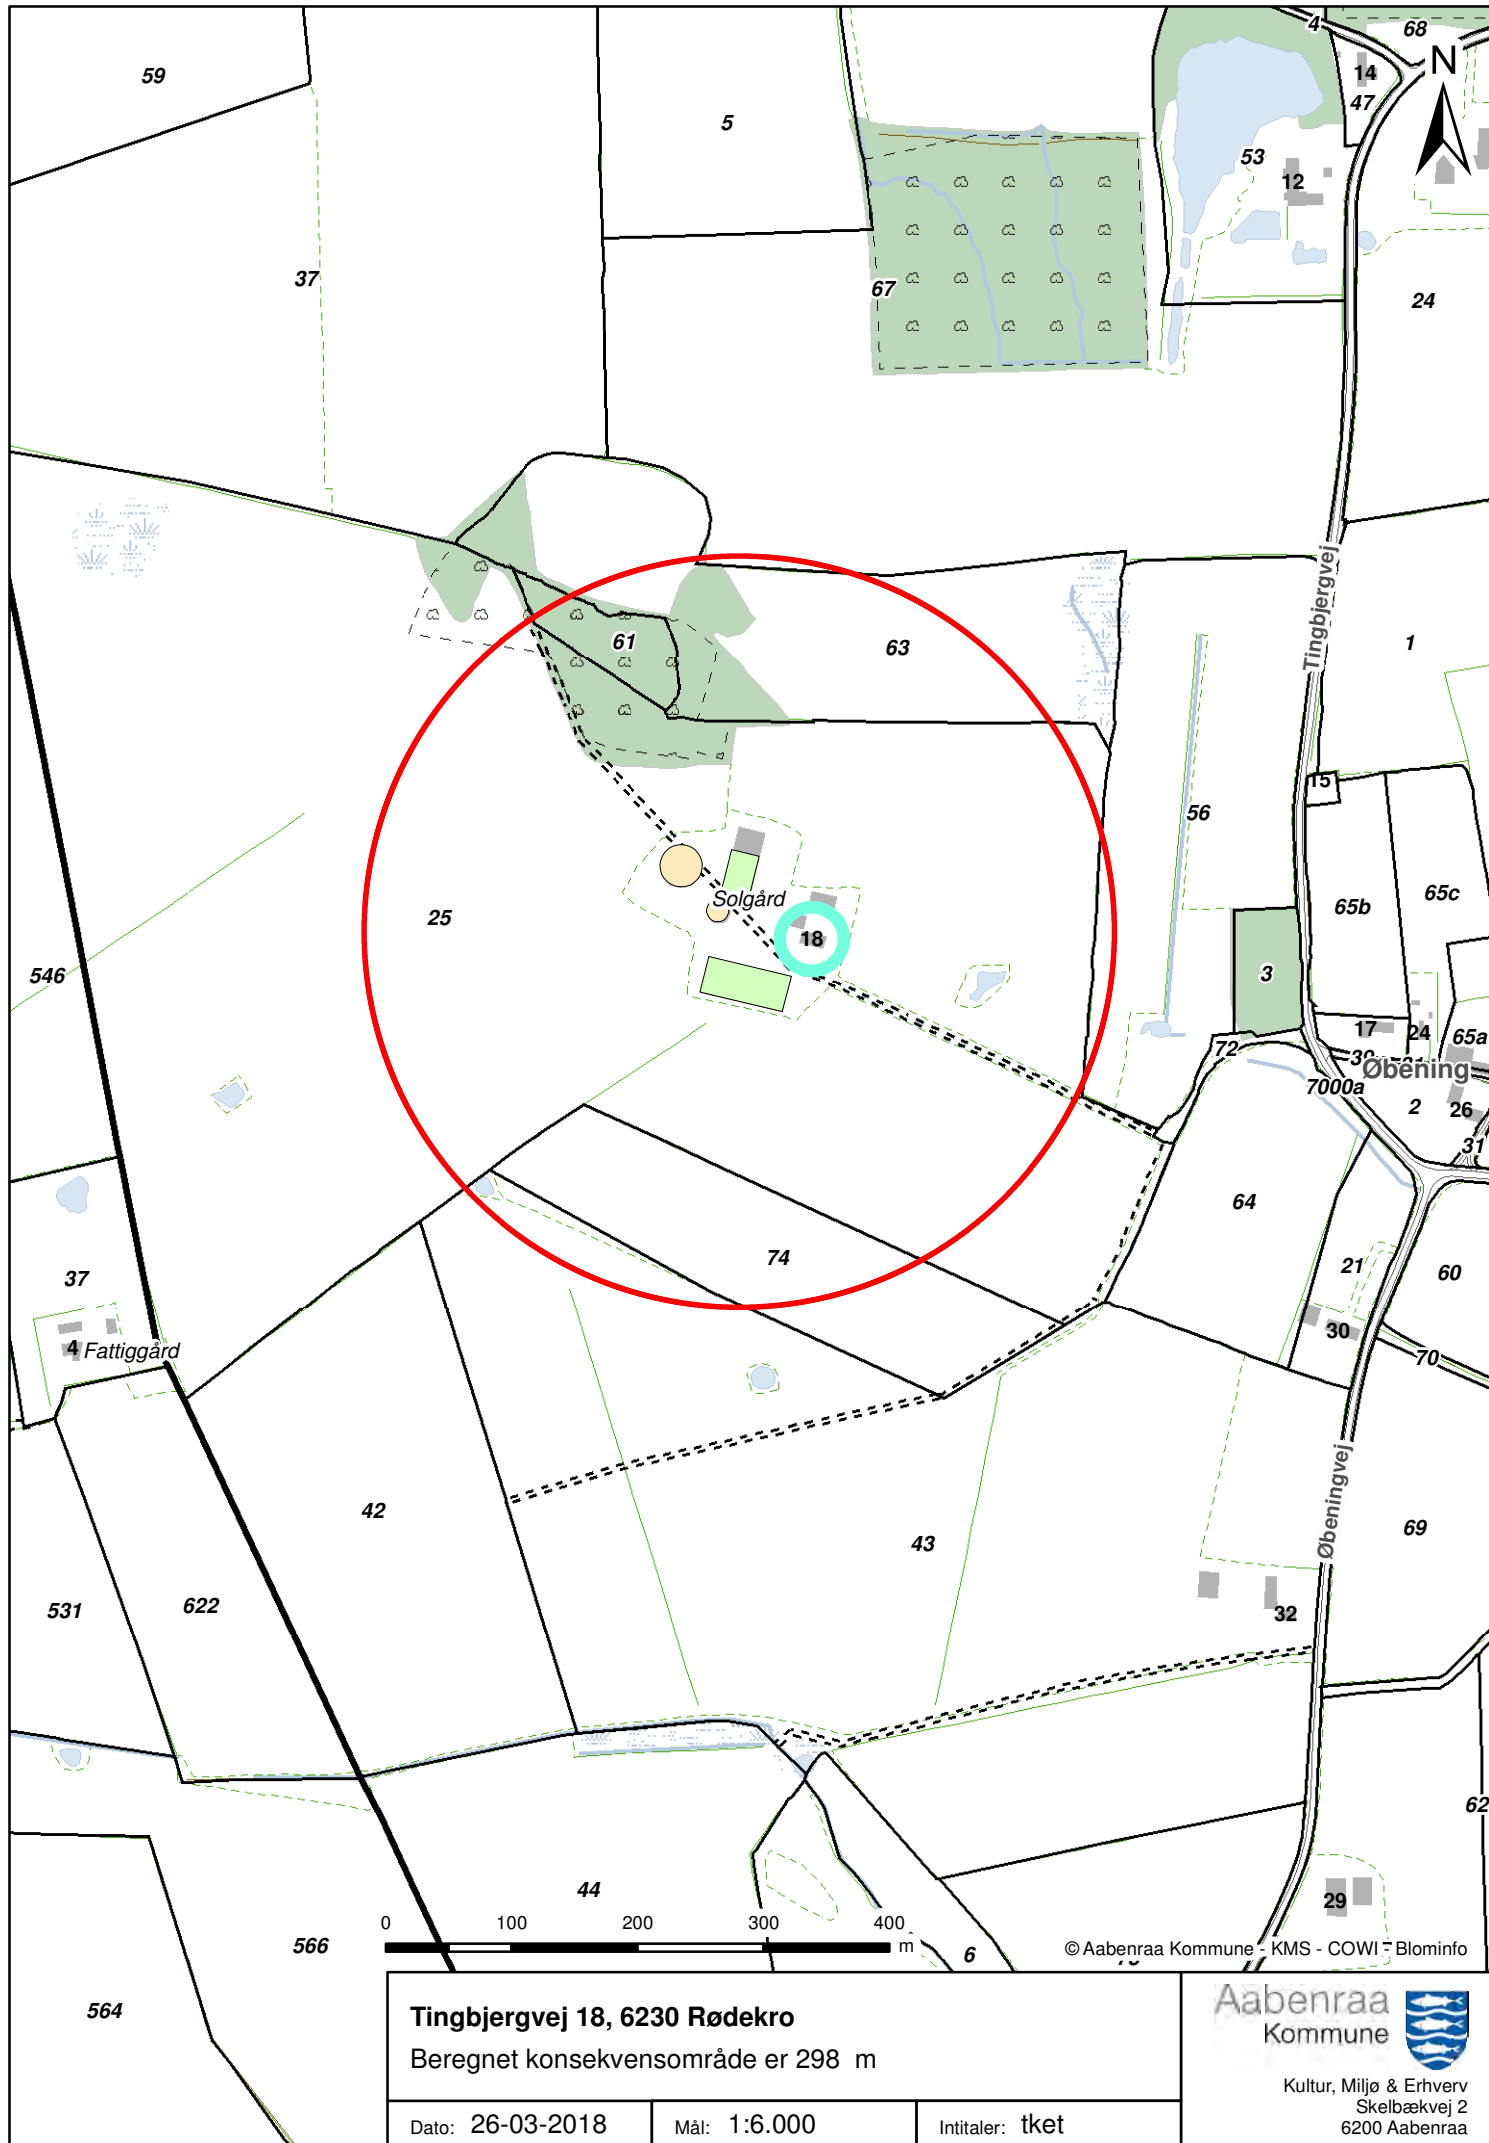 4
68
N
59
14
47
5
53
12
37
67
24
Tingbjergvej
1
61
63
15
56
65b
65c
25
Solgård
18
546
3
17
24
65a
72
Øbening
7000a
2
26
31
64
74
21
60
37
4
Fattiggård
30
70
42
43
Øbeningvej
69
531
622
32
62
44
29
0 100 200 300 400
m
566
6
© Aabenraa Kommune - KMS - COWI - Blominfo
564
Tingbjergvej 18, 6230 Rødekro
Beregnet konsekvensområde er 298 m
Dato: 26-03-2018
Mål: 1:6.000
Intitaler: tket
Aabenraa
Kommune
Kultur, Miljø & Erhverv
Skelbækvej 2
6200 Aabenraa